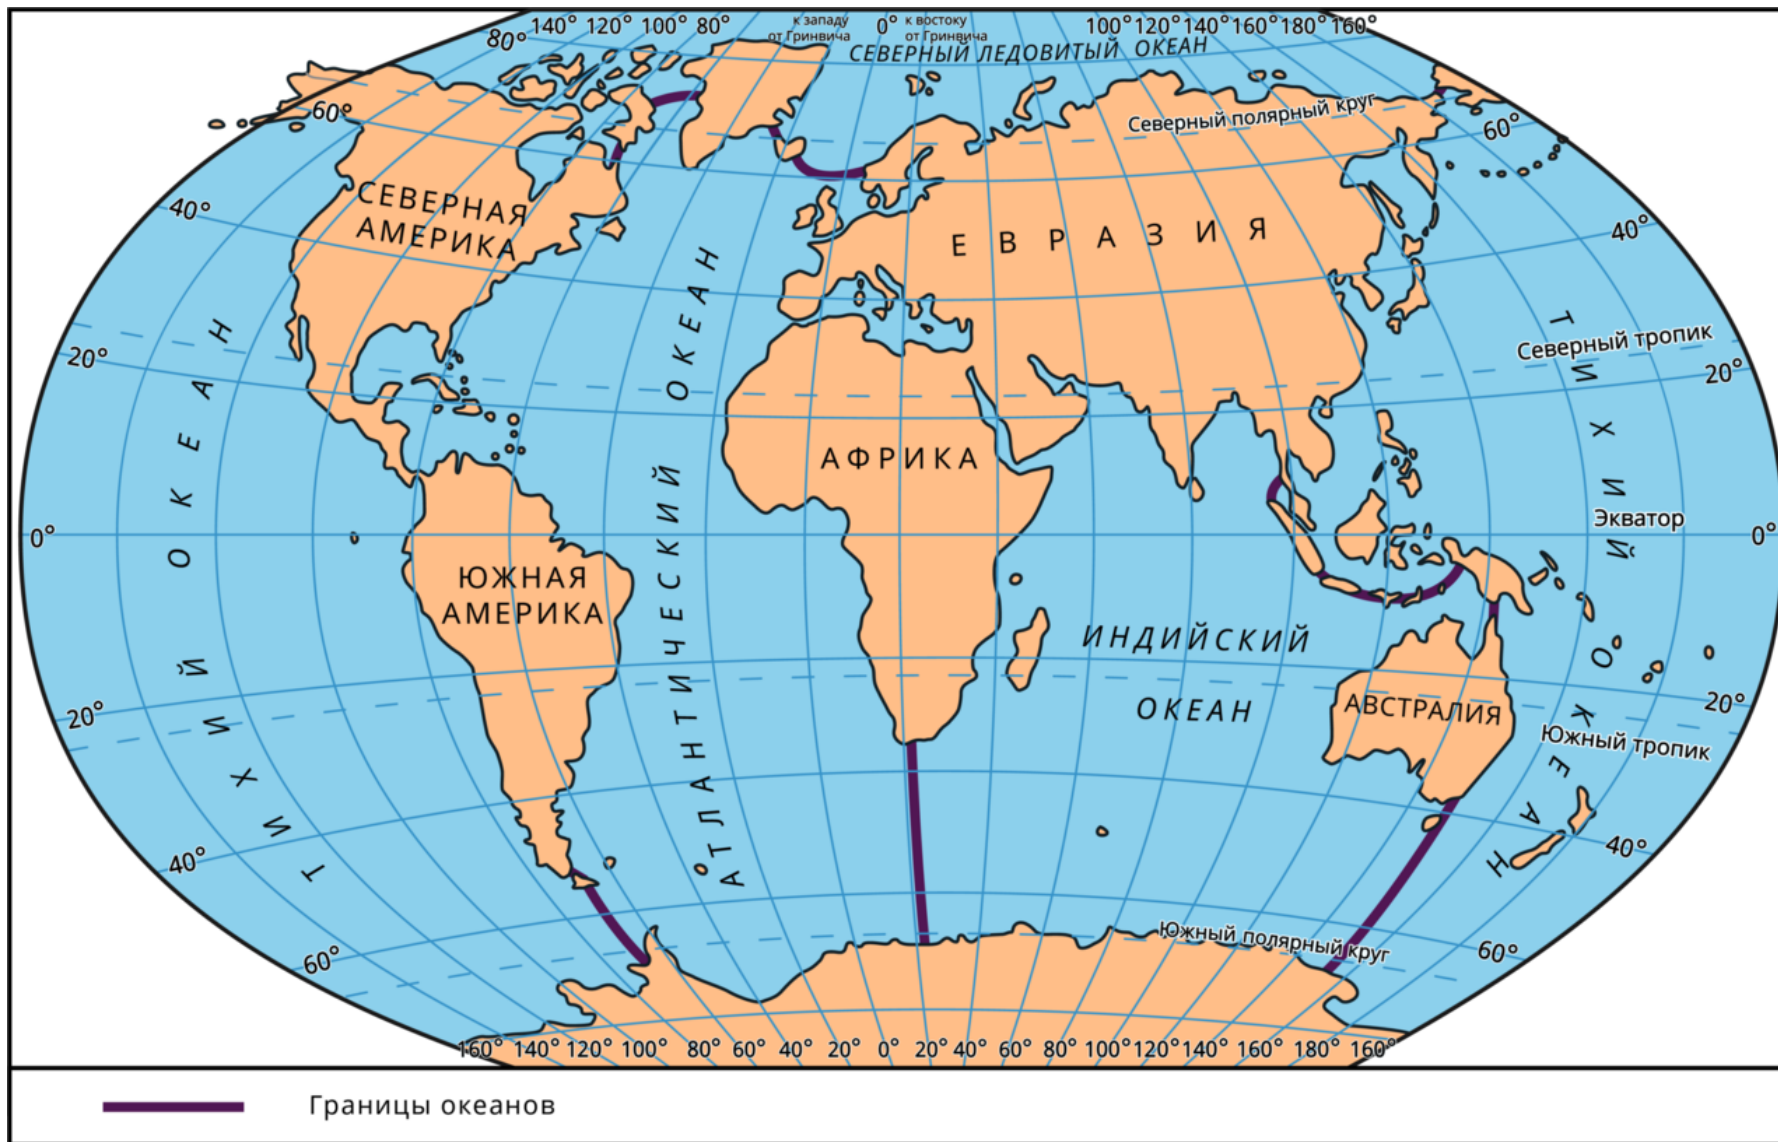 140° 120° 100° 80° к западу 0° к востоку 100° 120° 140° 160° 180° 160°
от Гринвича от Гринвича
80° СЕВЕРНЫЙ ЛЕДОВИТЫЙ ОКЕАН
60° Северный полярный круг 60°
СЕВЕРНАЯ
АМЕРИКА
40° ЕВРАЗИЯ 40°
Северный тропик
20° 20°
АФРИКА
Экватор
0° 0°
ТИХИЙ ОКЕАН
АТЛАНТИЧЕСКИЙ ОКЕАН
ТИХИЙ ОКЕАН
ЮЖНАЯ
АМЕРИКА
ИНДИЙСКИЙ
ОКЕАН
АВСТРАЛИЯ
20° 20°
Южный тропик
40° 40°
Южный полярный круг
60° 60°
160° 140° 120° 100° 80° 60° 40° 20° 0° 20° 40° 60° 80° 100° 120° 140° 160° 180° 160°
Границы океанов